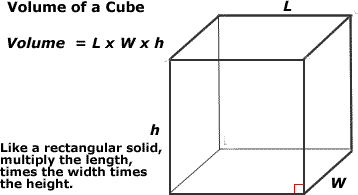 Volume of a Cube
L
Volume = L x W x h
h
Like a rectangular solid,
multiply the length,
times the width times
the height.
W